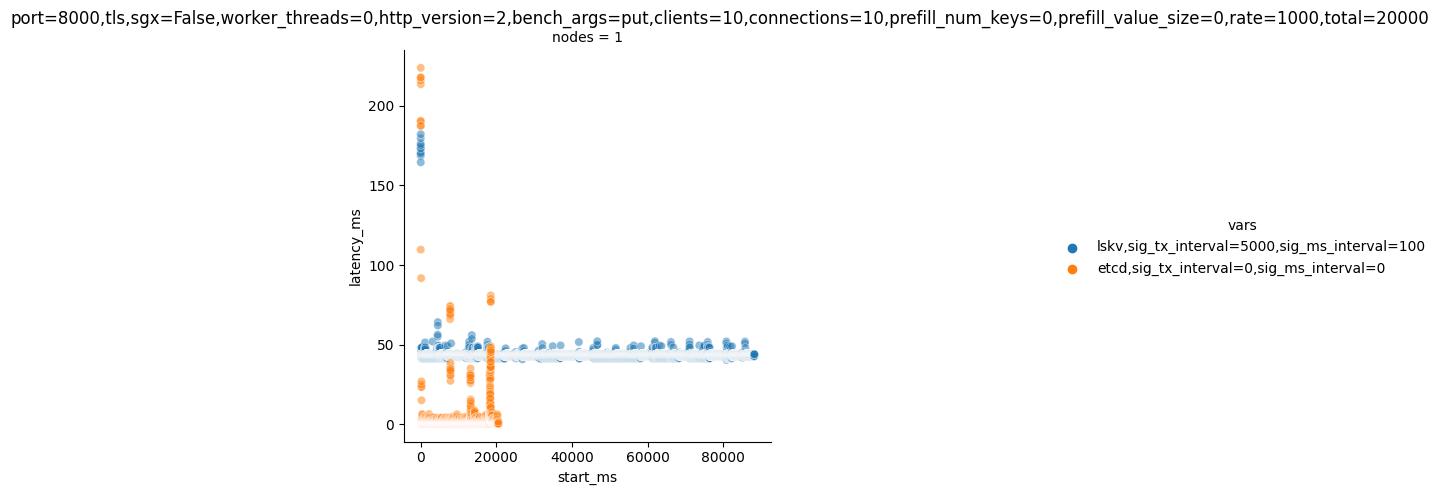 port=8000,tls,sgx=False,worker_threads=0,http_version=2,bench_args=put,clients=10,connections=10,prefill_num_keys=0,prefill_value_size=0,rate=1000,total=20000
nodes = 1
200
150
100
50
0
latency_ms
0 20000 40000 60000 80000
start_ms
vars
lskv,sig_tx_interval=5000,sig_ms_interval=100
etcd,sig_tx_interval=0,sig_ms_interval=0